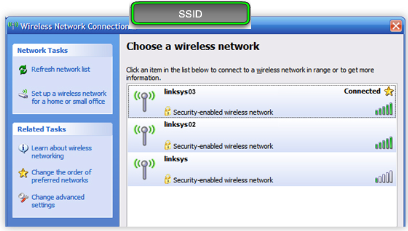 SSID
Wireless Network Connection
Network Tasks
Refresh network list
Set up a wireless network
for a home or small office
Related Tasks
Learn about wireless
networking
Change the order of
preferred networks
Change advanced
settings
Choose a wireless network
Click an item in the list below to connect to a wireless network in range or to get more
information.
linksys03 Connected
Security-enabled wireless network
linksys02
Security-enabled wireless network
linksys
Security-enabled wireless network